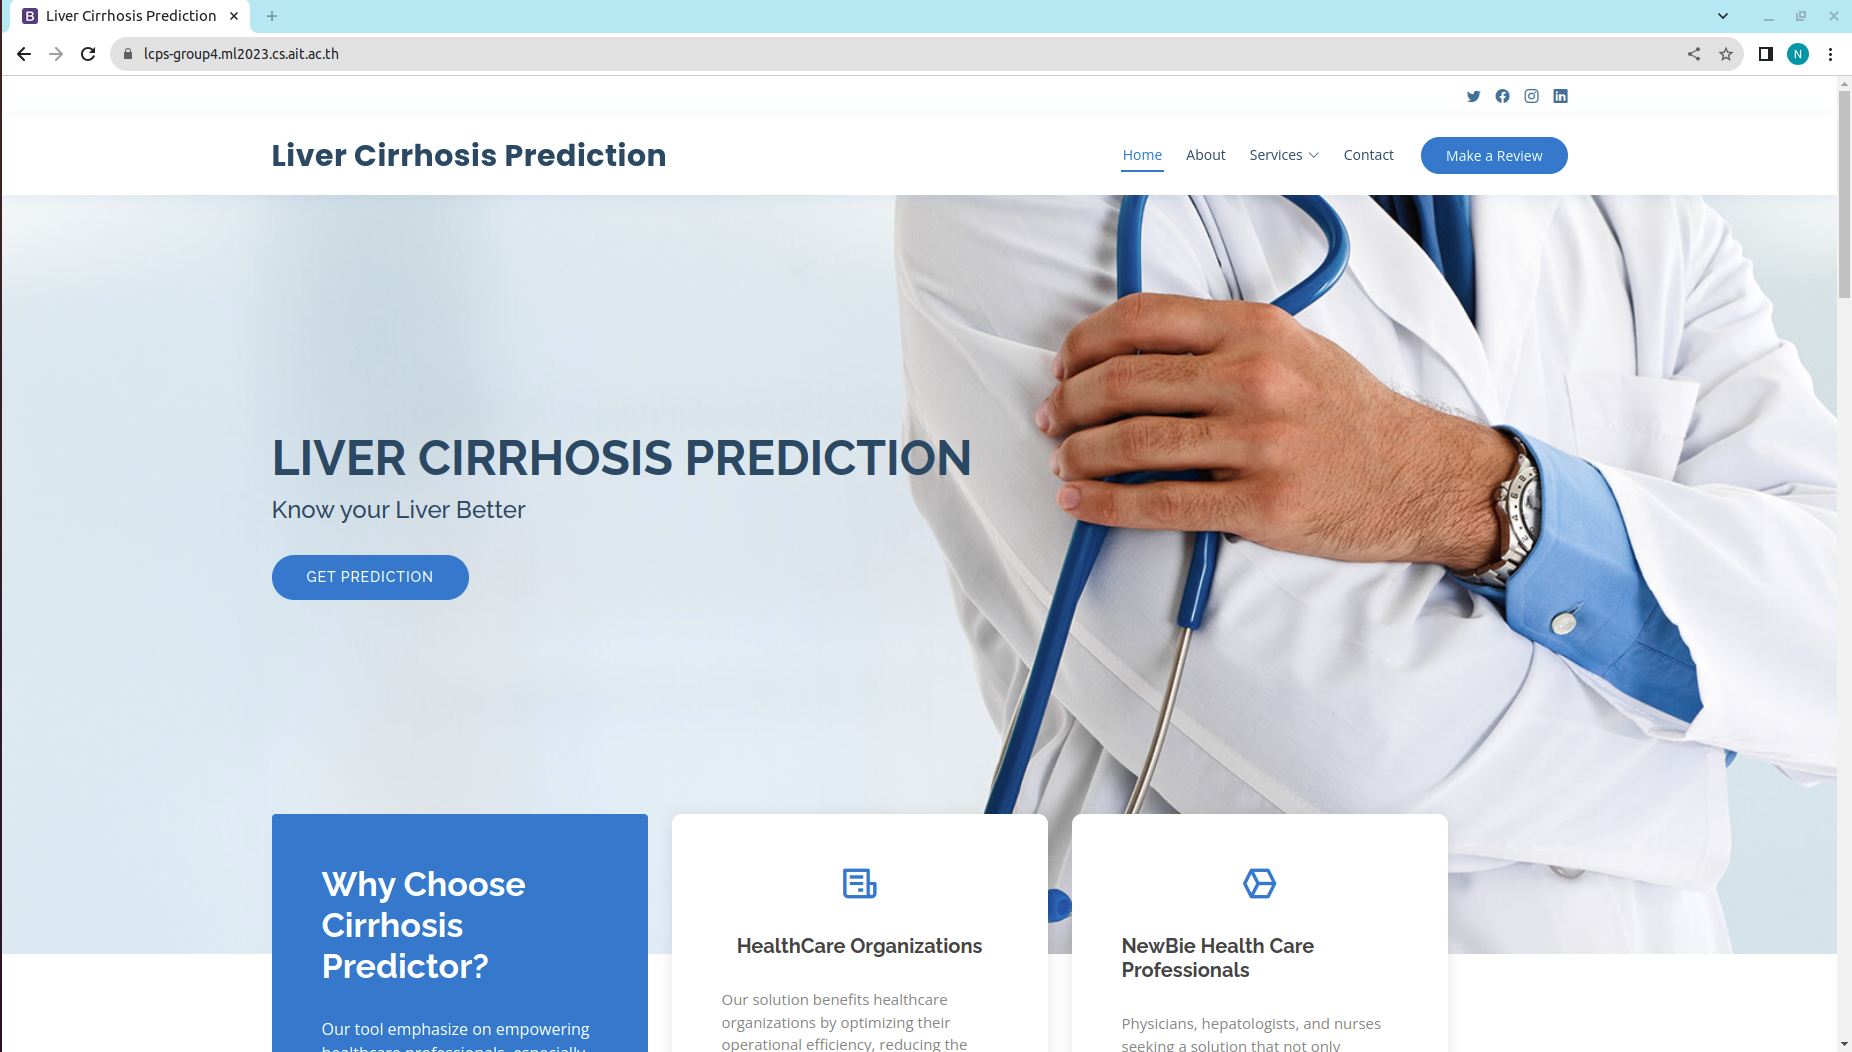 Liver Cirrhosis Prediction
lcps-group4.ml2023.cs.ait.ac.th
N
Liver Cirrhosis Prediction
Home About Services Contact Make a Review
LIVER CIRRHOSIS PREDICTION
Know your Liver Better
GET PREDICTION
Why Choose
Cirrhosis
Predictor?
Our tool emphasize on empowering
healthcare professionals, especially
HealthCare Organizations
Our solution benefits healthcare
organizations by optimizing their
operational efficiency, reducing the
NewBie Health Care
Professionals
Physicians, hepatologists, and nurses
seeking a solution that not only